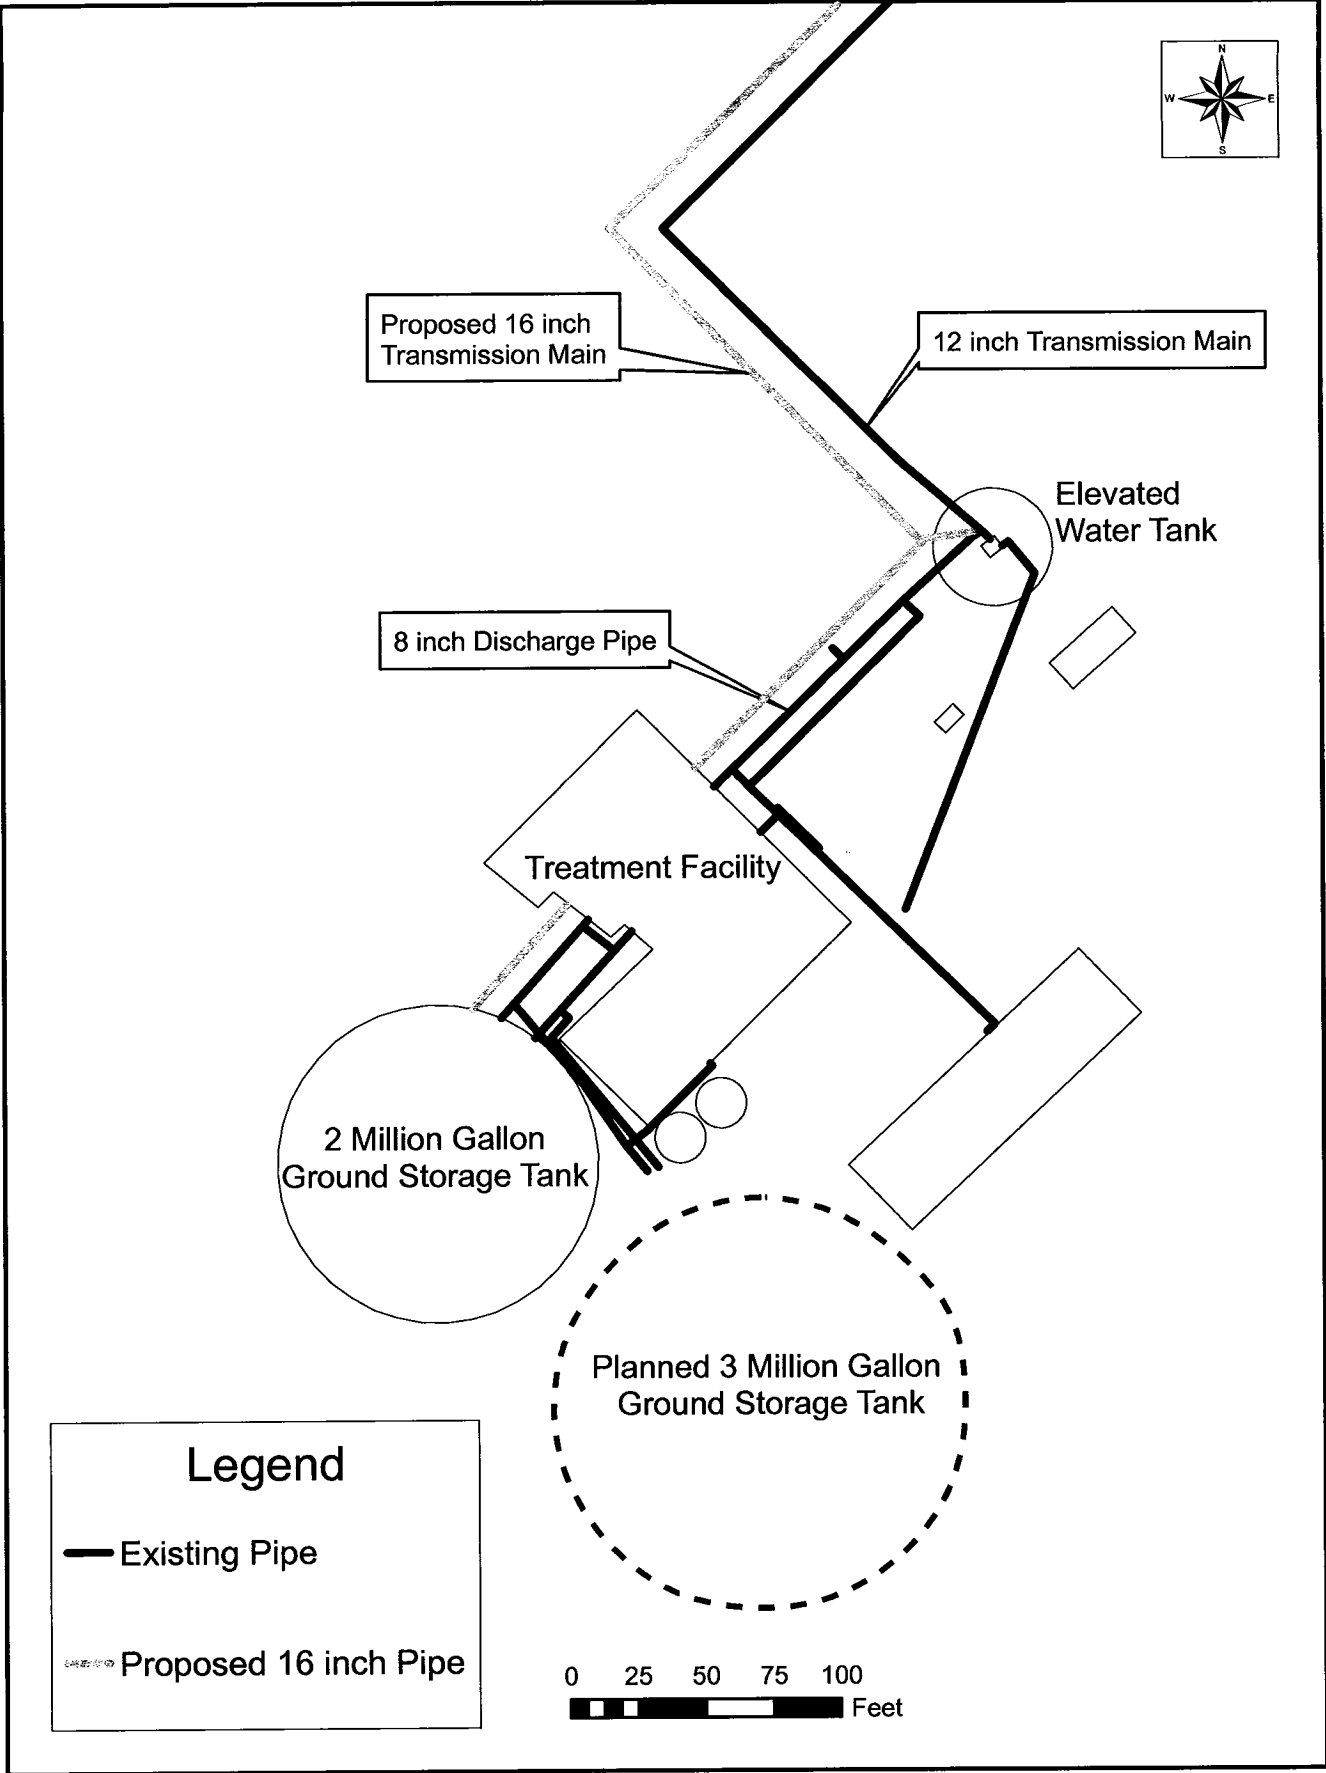 N
W E
S
Proposed 16 inch
Transmission Main
12 inch Transmission Main
Elevated
Water Tank
8 inch Discharge Pipe
Treatment Facility
2 Million Gallon
Ground Storage Tank
Planned 3 Million Gallon
Ground Storage Tank
Legend
Existing Pipe
Proposed 16 inch Pipe
0 25 50 75 100
Feet